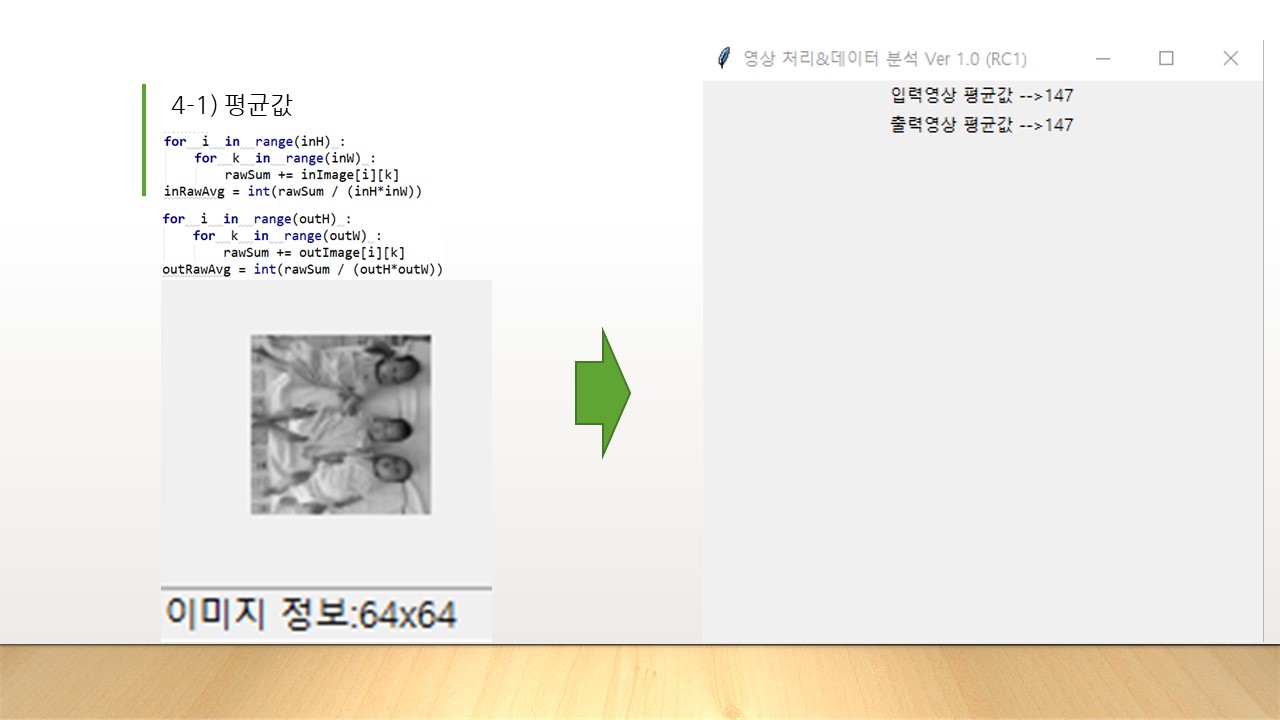 4-1) 평균값
for i in range(inH) :
for k in range(inW) :
rawSum += inImage[i][k]
inRawAvg = int(rawSum / (inH*inW))
for i in range(outH) :
for k in range(outW) :
rawSum += outImage[i][k]
outRawAvg = int(rawSum / (outH*outW))
이미지 정보:64x64
영상 처리&데이터 분석 Ver 1.0 (RC1)
입력영상 평균값 -->147
출력영상 평균값 -->147